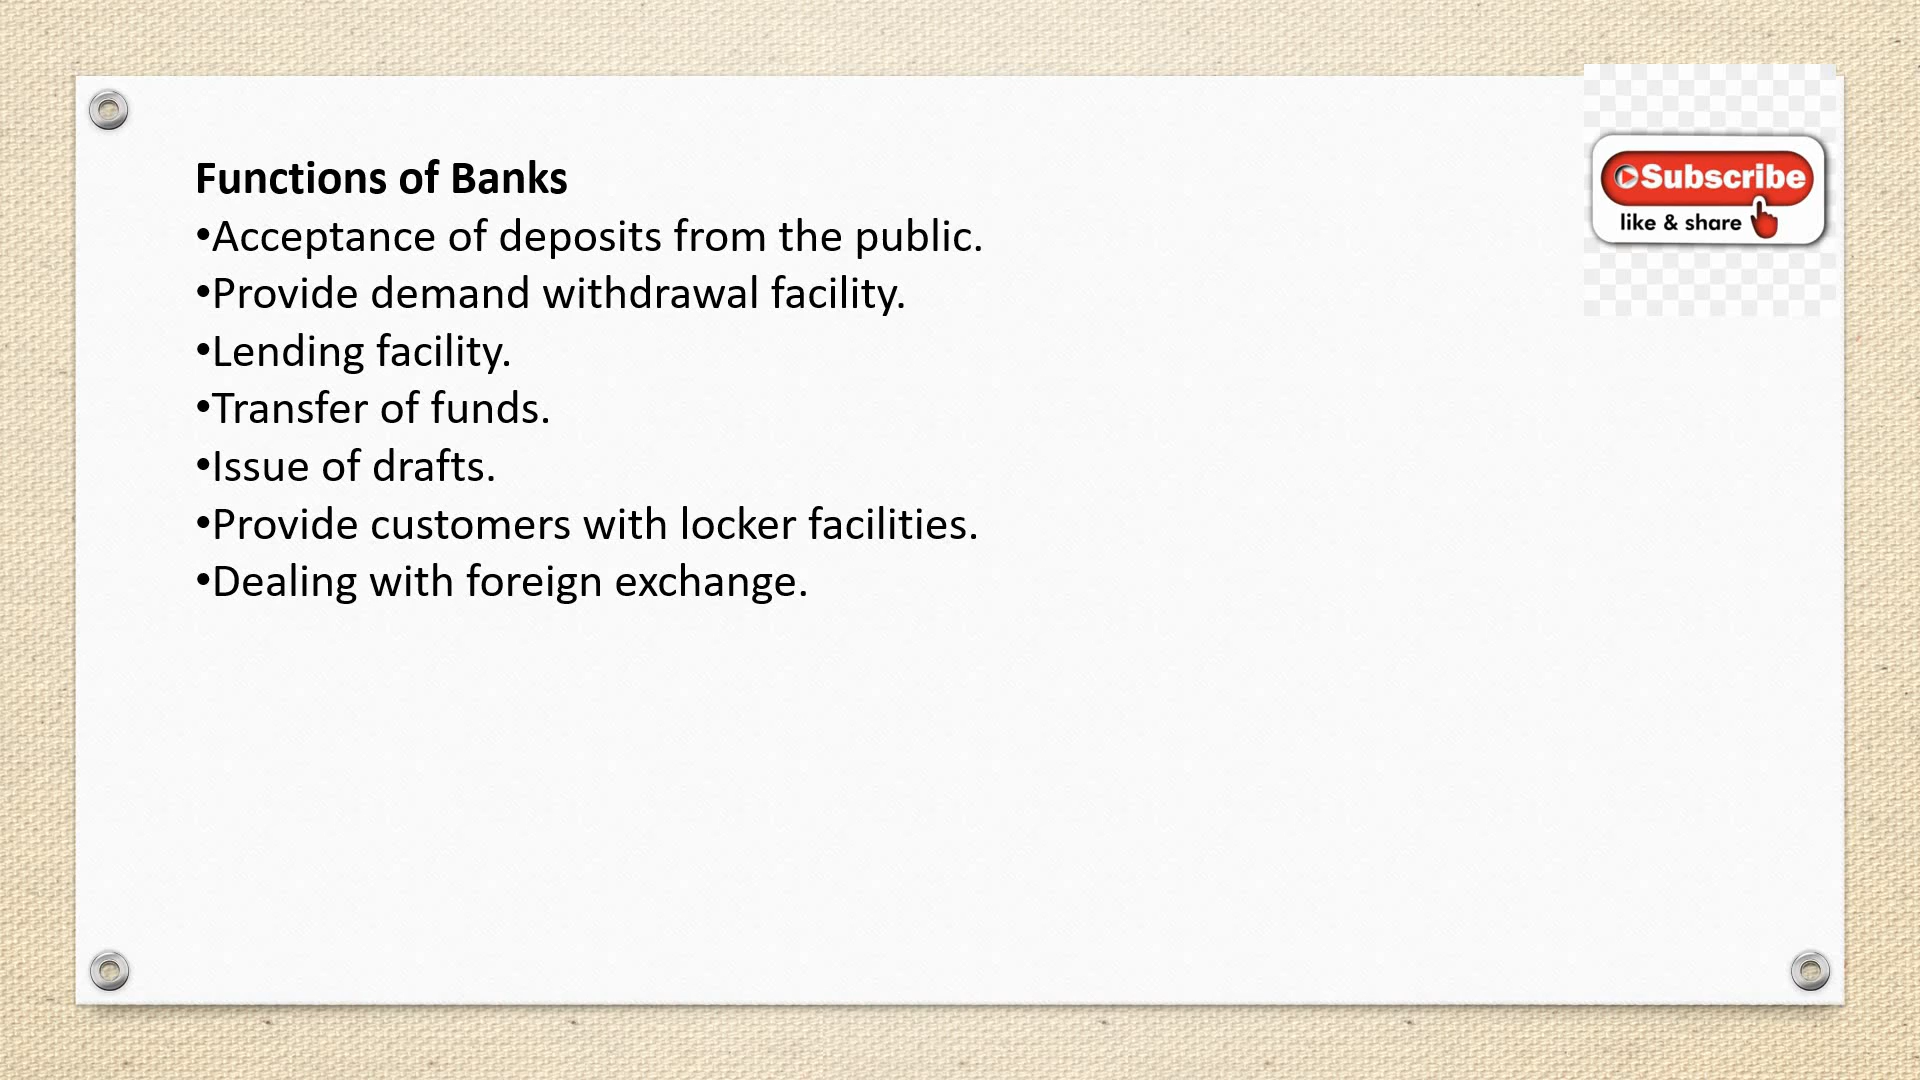 Functions of Banks
•Acceptance of deposits from the public.
•Provide demand withdrawal facility.
•Lending facility.
•Transfer of funds.
•Issue of drafts.
•Provide customers with locker facilities.
•Dealing with foreign exchange.
Subscribe
like & share